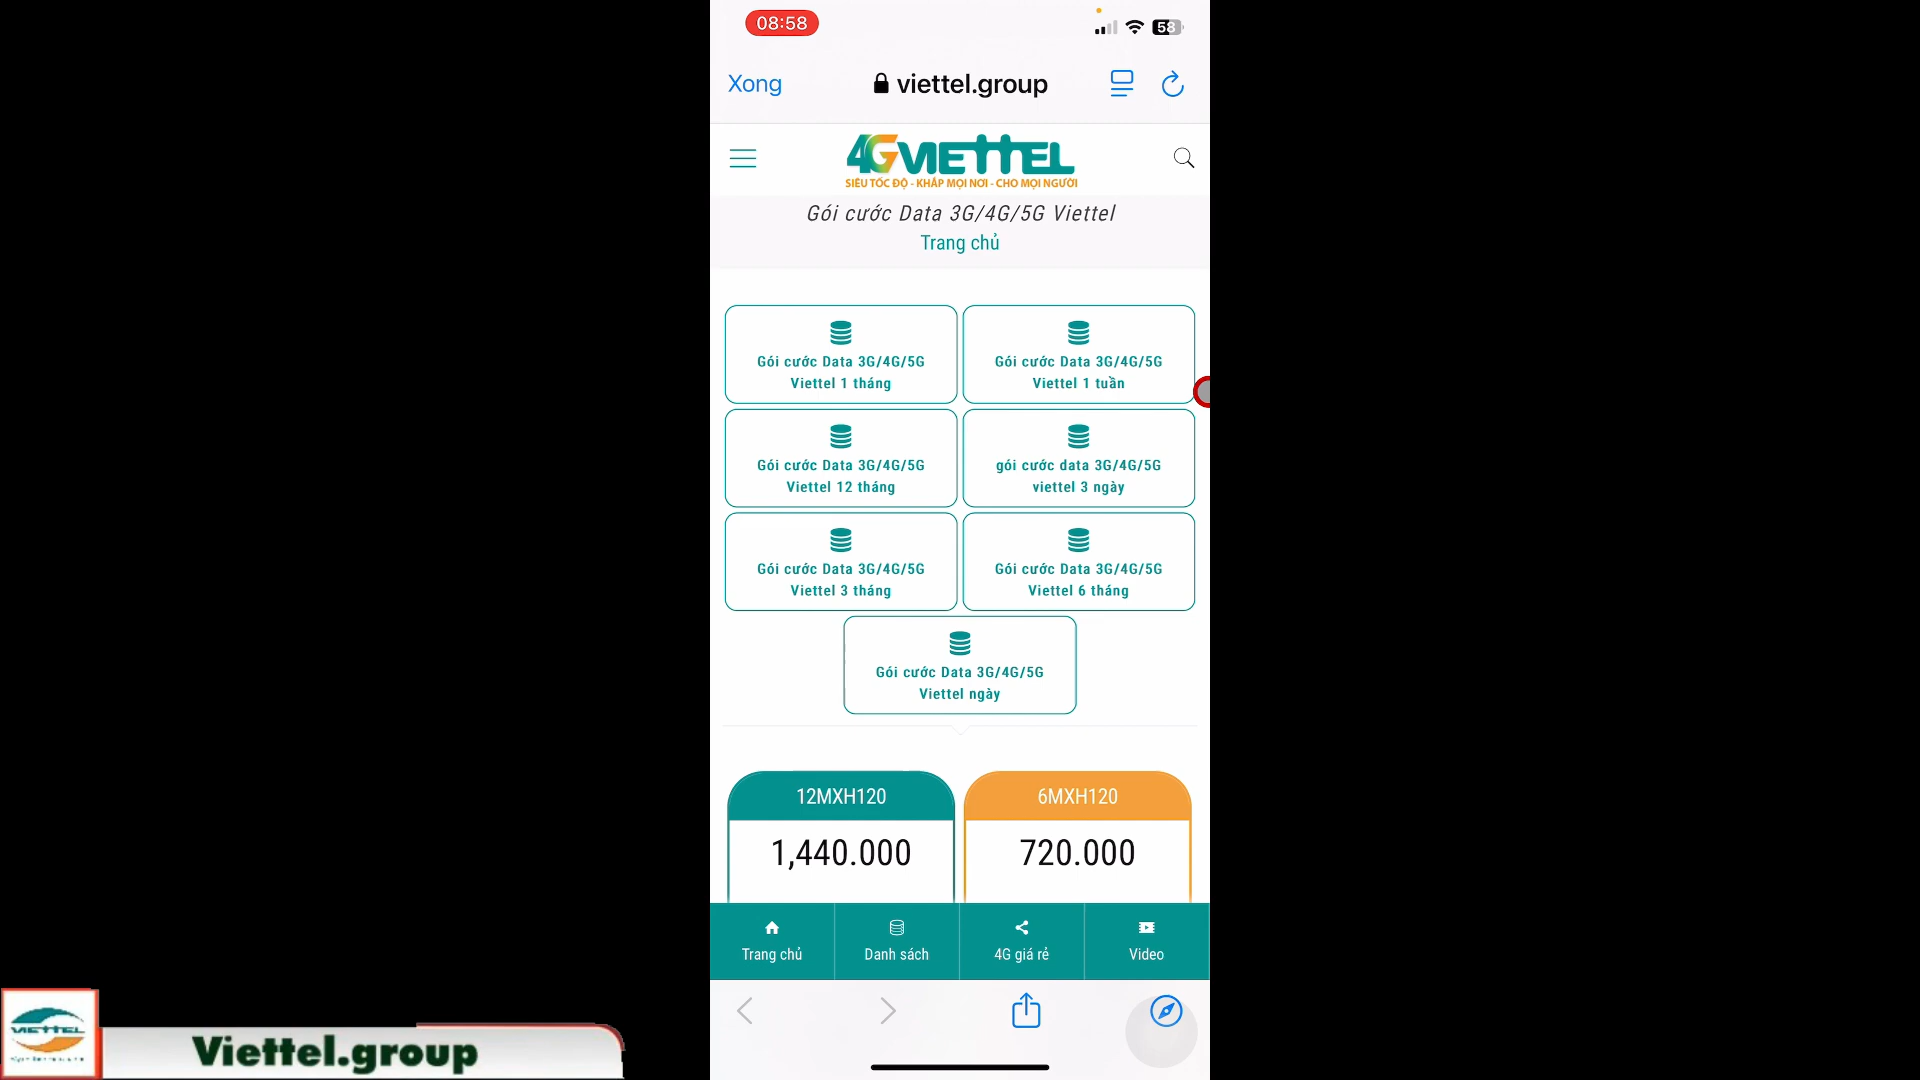 08:58
58
Xong
viettel.group
4G VIETTEL
SIÊU TỐC ĐỘ - KHẮP MỌI NƠI - CHO MỌI NGƯỜI
Gói cước Data 3G/4G/5G Viettel
Trang chủ
Gói cước Data 3G/4G/5G
Viettel 1 tháng
Gói cước Data 3G/4G/5G
Viettel 1 tuần
Gói cước Data 3G/4G/5G
Viettel 12 tháng
gói cước data 3G/4G/5G
viettel 3 ngày
Gói cước Data 3G/4G/5G
Viettel 3 tháng
Gói cước Data 3G/4G/5G
Viettel 6 tháng
Gói cước Data 3G/4G/5G
Viettel ngày
12MXH120
1,440.000
6MXH120
720.000
Trang chủ
Danh sách
4G giá rẻ
Video
VIETTEL
Viettel.group